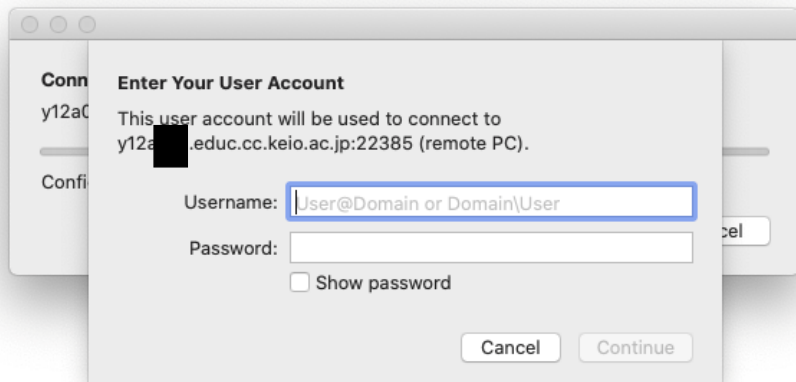 Conn
Enter Your User Account
y12a0
This user account will be used to connect to
y12a .educ.cc.keio.ac.jp:22385 (remote PC).
Confi
Username: User@Domain or Domain\User
Password:
Show password
cel
Cancel Continue